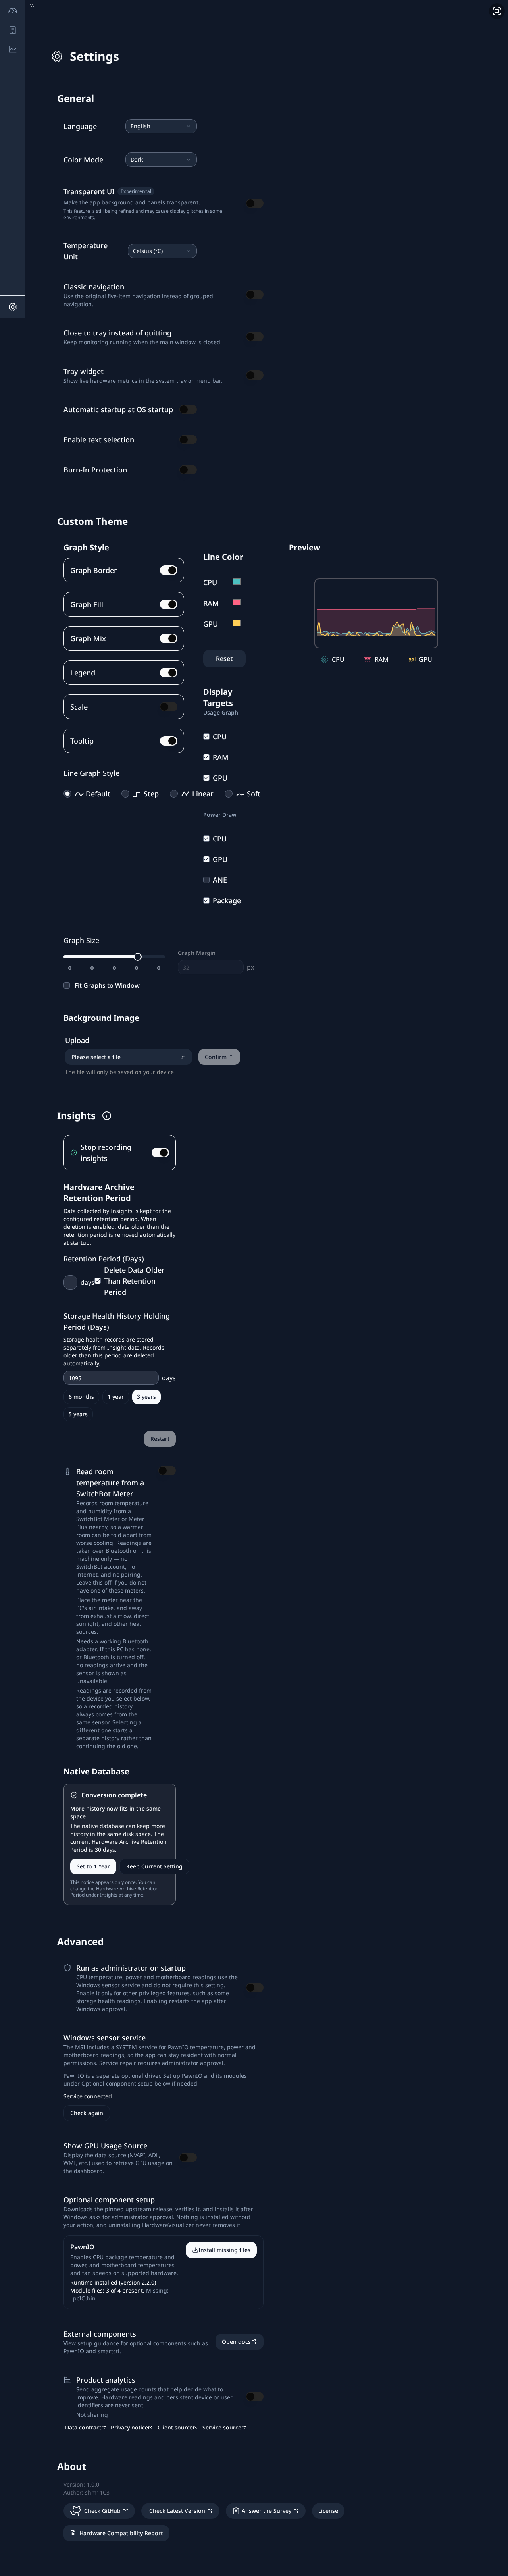 Settings
General
Language
English
Color Mode
Dark
Transparent UI
Experimental
Make the app background and panels transparent.
This feature is still being refined and may cause display glitches in some
environments.
Temperature
Unit
Celsius (°C)
Classic navigation
Use the original five-item navigation instead of grouped
navigation.
Close to tray instead of quitting
Keep monitoring running when the main window is closed.
Tray widget
Show live hardware metrics in the system tray or menu bar.
Automatic startup at OS startup
Enable text selection
Burn-In Protection
Custom Theme
Graph Style
Graph Border
Graph Fill
Graph Mix
Legend
Scale
Tooltip
Line Graph Style
Default
Step
Linear
Soft
Line Color
CPU
RAM
GPU
Reset
Display
Targets
Usage Graph
CPU
RAM
GPU
Power Draw
CPU
GPU
ANE
Package
Preview
CPU
RAM
GPU
Graph Size
Graph Margin
32
px
Fit Graphs to Window
Background Image
Upload
Please select a file
Confirm
The file will only be saved on your device
Insights
Stop recording
insights
Hardware Archive
Retention Period
Data collected by Insights is kept for the
configured retention period. When
deletion is enabled, data older than the
retention period is removed automatically
at startup.
Retention Period (Days)
days
Delete Data Older
Than Retention
Period
Storage Health History Holding
Period (Days)
Storage health records are stored
separately from Insight data. Records
older than this period are deleted
automatically.
1095
days
6 months
1 year
3 years
5 years
Restart
Read room
temperature from a
SwitchBot Meter
Records room temperature
and humidity from a
SwitchBot Meter or Meter
Plus nearby, so a warmer
room can be told apart from
worse cooling. Readings are
taken over Bluetooth on this
machine only — no
SwitchBot account, no
internet, and no pairing.
Leave this off if you do not
have one of these meters.
Place the meter near the
PC's air intake, and away
from exhaust airflow, direct
sunlight, and other heat
sources.
Needs a working Bluetooth
adapter. If this PC has none,
or Bluetooth is turned off,
no readings arrive and the
sensor is shown as
unavailable.
Readings are recorded from
the device you select below,
so a recorded history
always comes from the
same sensor. Selecting a
different one starts a
separate history rather than
continuing the old one.
Native Database
Conversion complete
More history now fits in the same
space
The native database can keep more
history in the same disk space. The
current Hardware Archive Retention
Period is 30 days.
Set to 1 Year
Keep Current Setting
This notice appears only once. You can
change the Hardware Archive Retention
Period under Insights at any time.
Advanced
Run as administrator on startup
CPU temperature, power and motherboard readings use the
Windows sensor service and do not require this setting.
Enable it only for other privileged features, such as some
storage health readings. Enabling restarts the app after
Windows approval.
Windows sensor service
The MSI includes a SYSTEM service for PawnIO temperature, power and
motherboard readings, so the app can stay resident with normal
permissions. Service repair requires administrator approval.
PawnIO is a separate optional driver. Set up PawnIO and its modules
under Optional component setup below if needed.
Service connected
Check again
Show GPU Usage Source
Display the data source (NVAPI, ADL,
WMI, etc.) used to retrieve GPU usage on
the dashboard.
Optional component setup
Downloads the pinned upstream release, verifies it, and installs it after
Windows asks for administrator approval. Nothing is installed without
your action, and uninstalling HardwareVisualizer never removes it.
PawnIO
Enables CPU package temperature and
power, and motherboard temperatures
and fan speeds on supported hardware.
Runtime installed (version 2.2.0)
Module files: 3 of 4 present. Missing:
LpcIO.bin
Install missing files
External components
View setup guidance for optional components such as
PawnIO and smartctl.
Open docs
Product analytics
Send aggregate usage counts that help decide what to
improve. Hardware readings and persistent device or user
identifiers are never sent.
Not sharing
Data contract
Privacy notice
Client source
Service source
About
Version: 1.0.0
Author: shm11C3
Check GitHub
Check Latest Version
Answer the Survey
License
Hardware Compatibility Report